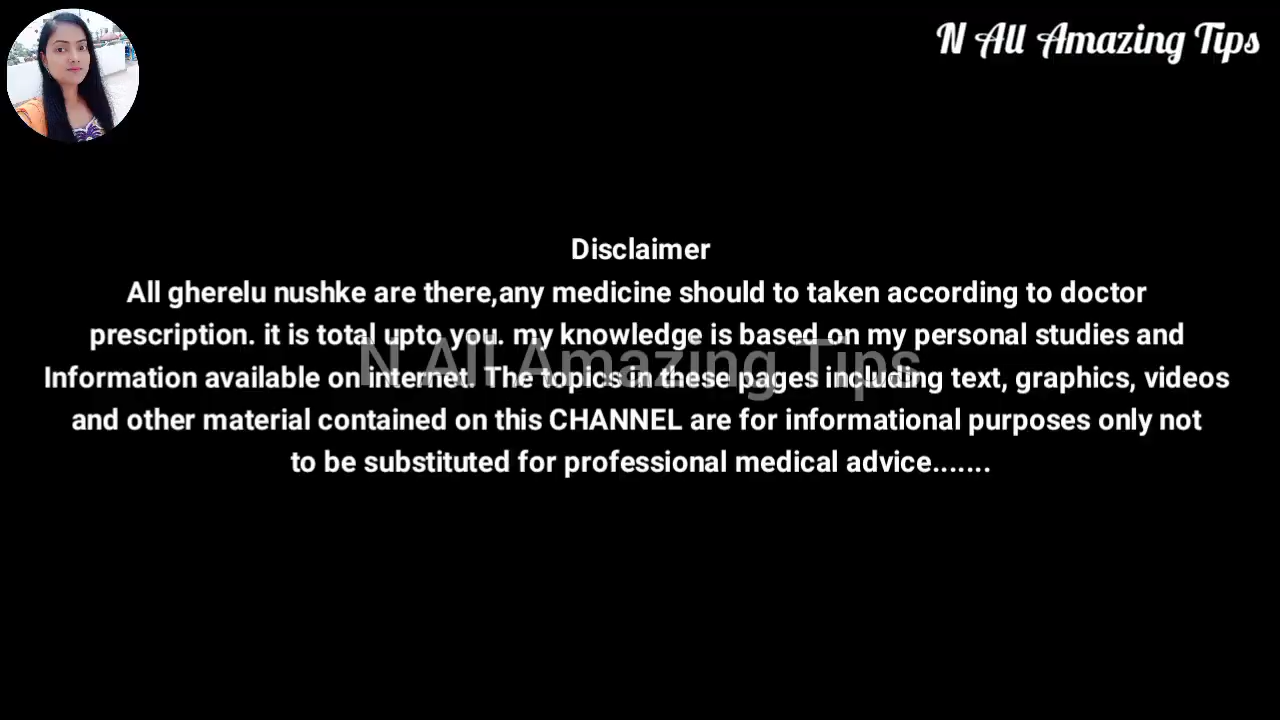 N All Amazing Tips
Disclaimer
All gherelu nushke are there,any medicine should to taken according to doctor
prescription. it is total upto you. my knowledge is based on my personal studies and
N All Amazing Tips
Information available on internet. The topics in these pages including text, graphics, videos
and other material contained on this CHANNEL are for informational purposes only not
to be substituted for professional medical advice.......